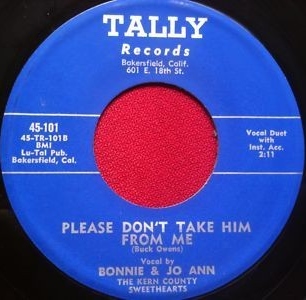 TALLY
Records
Bakersfield, Calif.
601 E. 18th St.
45-101
45-TR-101B
BMI
Lu-Tal Pub.
Bakersfield, Cal.
Vocal Duet
with
Inst. Acc.
2:11
PLEASE DON'T TAKE HIM
FROM ME
(Buck Owens)
Vocal by
BONNIE & JO ANN
THE KERN COUNTY
SWEETHEARTS